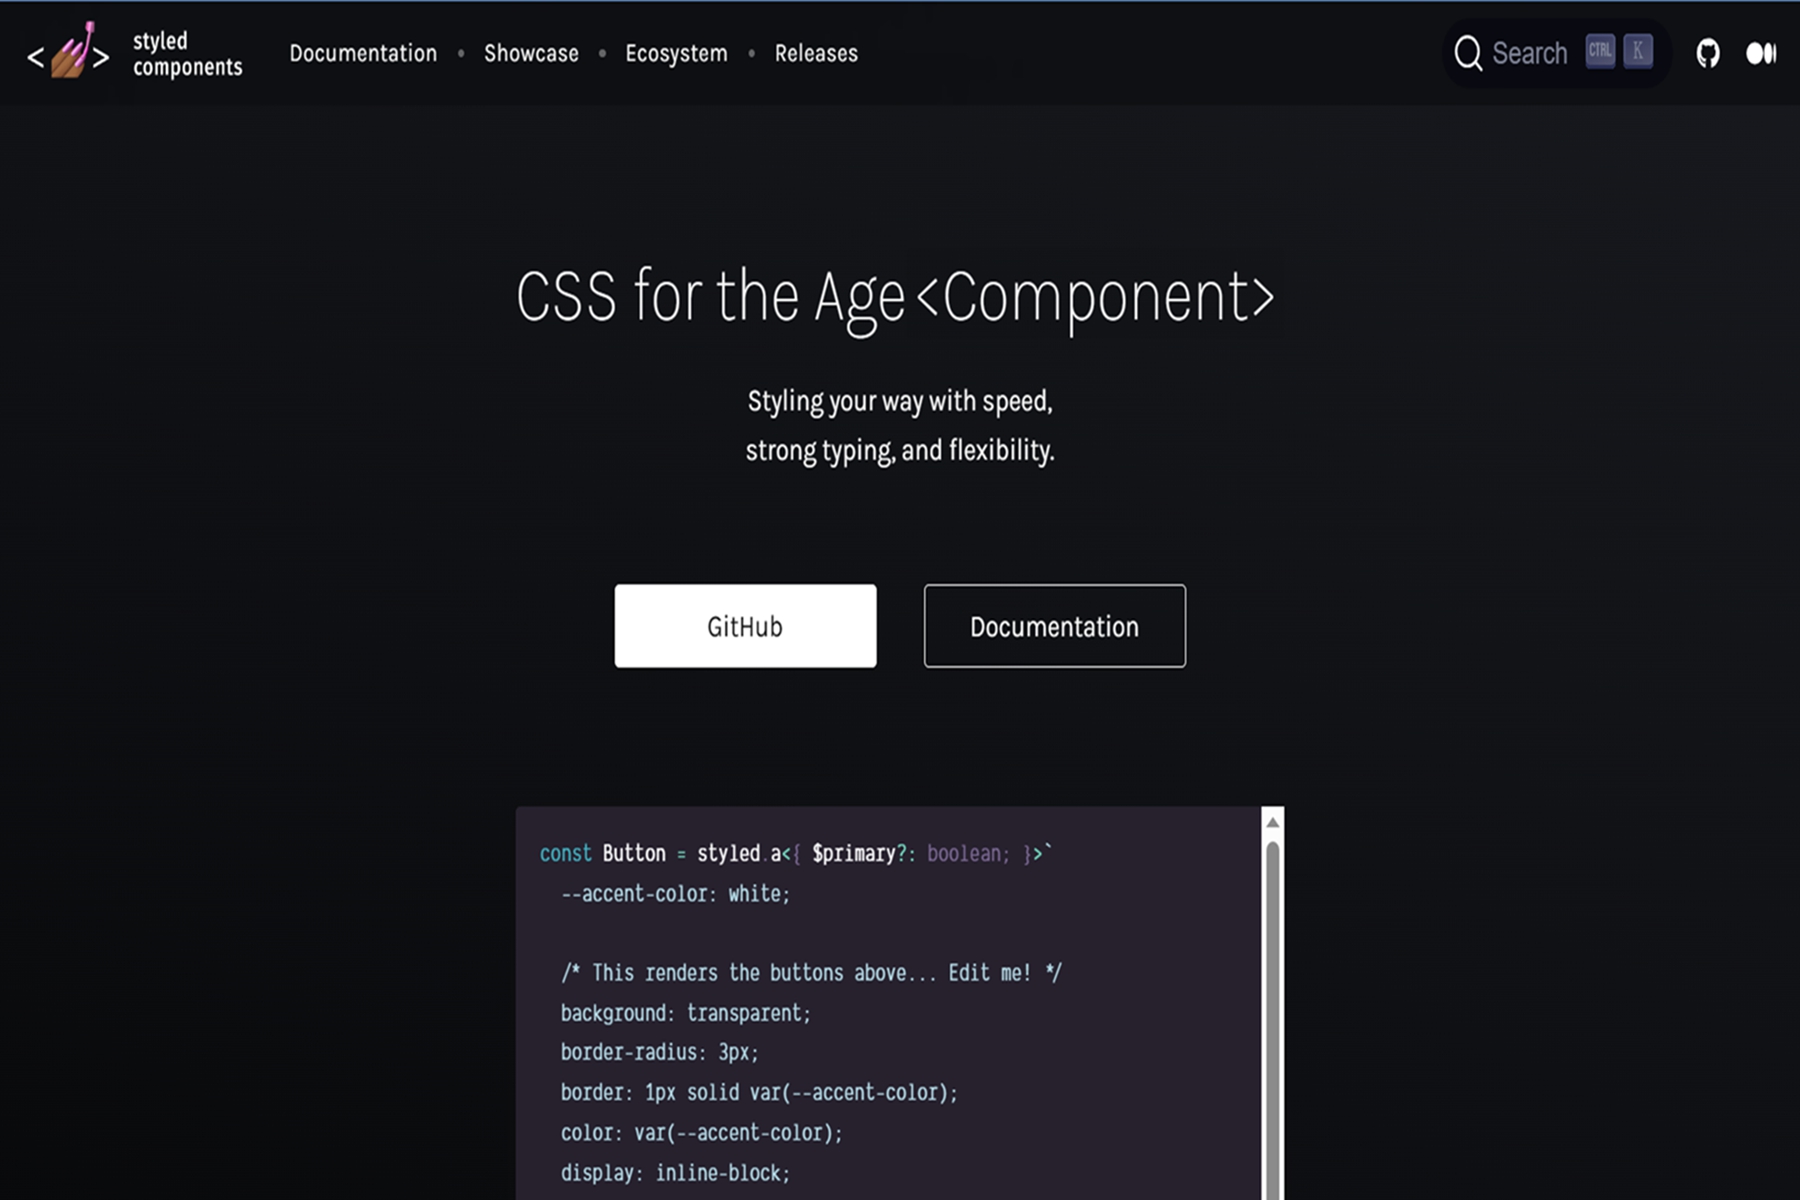 styled
components
Documentation • Showcase • Ecosystem • Releases
Search CTRL K
CSS for the Age <Component>
Styling your way with speed,
strong typing, and flexibility.
GitHub
Documentation
const Button = styled.a<{ $primary?: boolean; }>`
--accent-color: white;
/* This renders the buttons above... Edit me! */
background: transparent;
border-radius: 3px;
border: 1px solid var(--accent-color);
color: var(--accent-color);
display: inline-block;